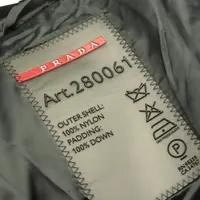 PRADA
Art.280061
OUTER SHELL:
100% NYLON
PADDING:
100% DOWN
P